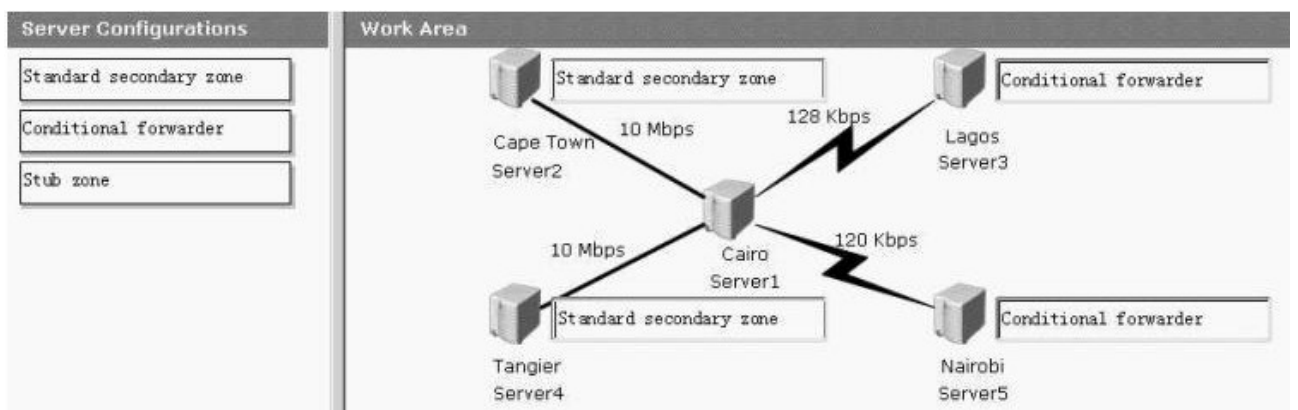 Server Configurations
Standard secondary zone
Conditional forwarder
Stub zone
Work Area
Standard secondary zone
Conditional forwarder
10 Mbps
128 Kbps
Cape Town
Server2
Lagos
Server3
10 Mbps
120 Kbps
Cairo
Server1
Standard secondary zone
Conditional forwarder
Tangier
Server4
Nairobi
Server5